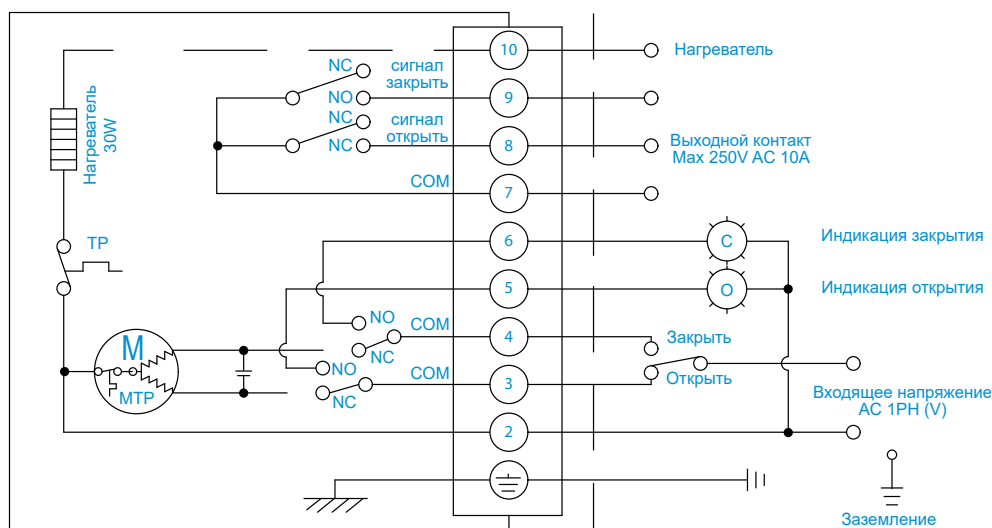 10
Нагреватель
NC
сигнал
закрыть
NO
9
NC
сигнал
открыть
NC
8
Выходной контакт
Max 250V AC 10A
Нагреватель
30W
COM
7
6
C
Индикация закрытия
TP
5
O
Индикация открытия
NO
COM
4
Закрыть
M
NC
NO
COM
3
Открыть
MTP
NC
Входящее напряжение
AC 1PH (V)
2
Заземление